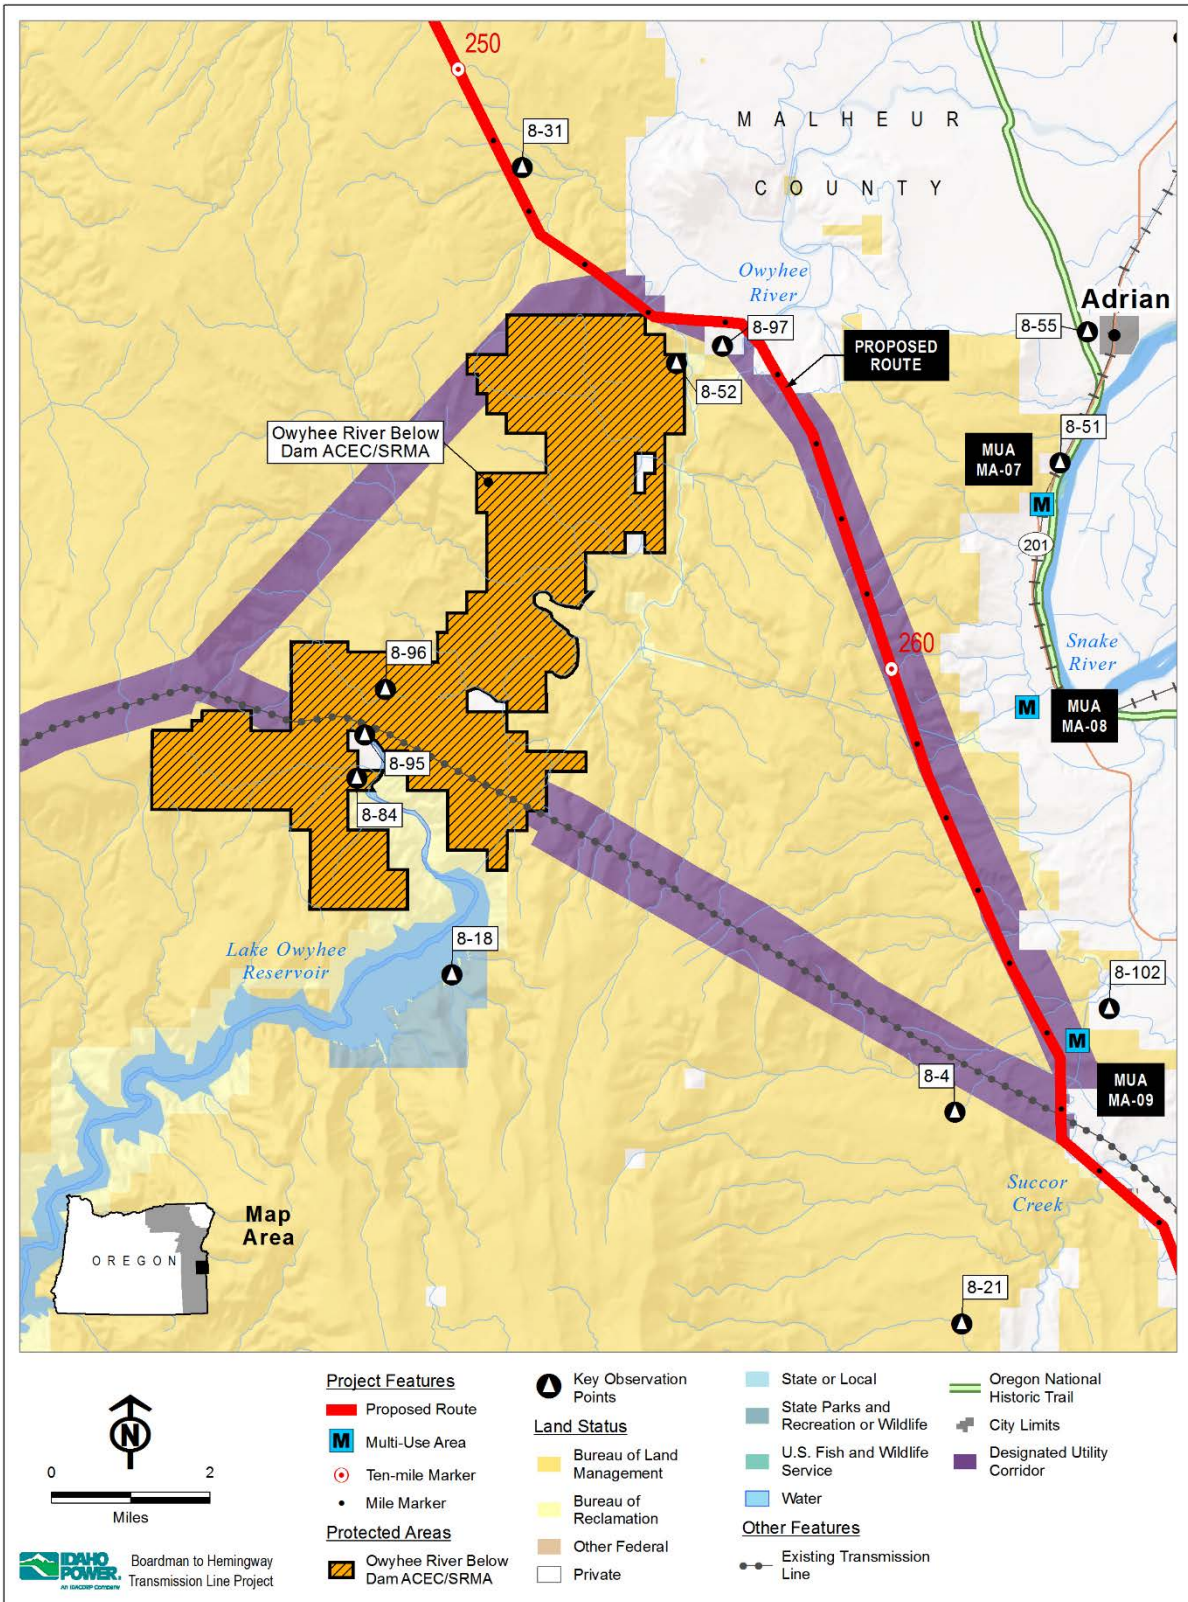 250
8-31
M A L H E U R
C O U N T Y
Owyhee
River
Adrian
8-55
8-97
PROPOSED
ROUTE
8-52
8-51
Owyhee River Below
Dam ACEC/SRMA
MUA
MA-07
M
201
260
Snake
River
8-96
M
MUA
MA-08
8-95
8-84
Lake Owyhee
Reservoir
8-18
8-102
M
8-4
MUA
MA-09
Succor
Creek
Map
Area
O R E G O N
8-21
N
0 2
Miles
IDAHO
POWER.
An IDACORP Company
Boardman to Hemingway
Transmission Line Project
Project Features
Proposed Route
M
Multi-Use Area
Ten-mile Marker
Mile Marker
Protected Areas
Owyhee River Below
Dam ACEC/SRMA
Key Observation
Points
Land Status
Bureau of Land
Management
Bureau of
Reclamation
Other Federal
Private
State or Local
State Parks and
Recreation or Wildlife
U.S. Fish and Wildlife
Service
Water
Other Features
Existing Transmission
Line
Oregon National
Historic Trail
City Limits
Designated Utility
Corridor